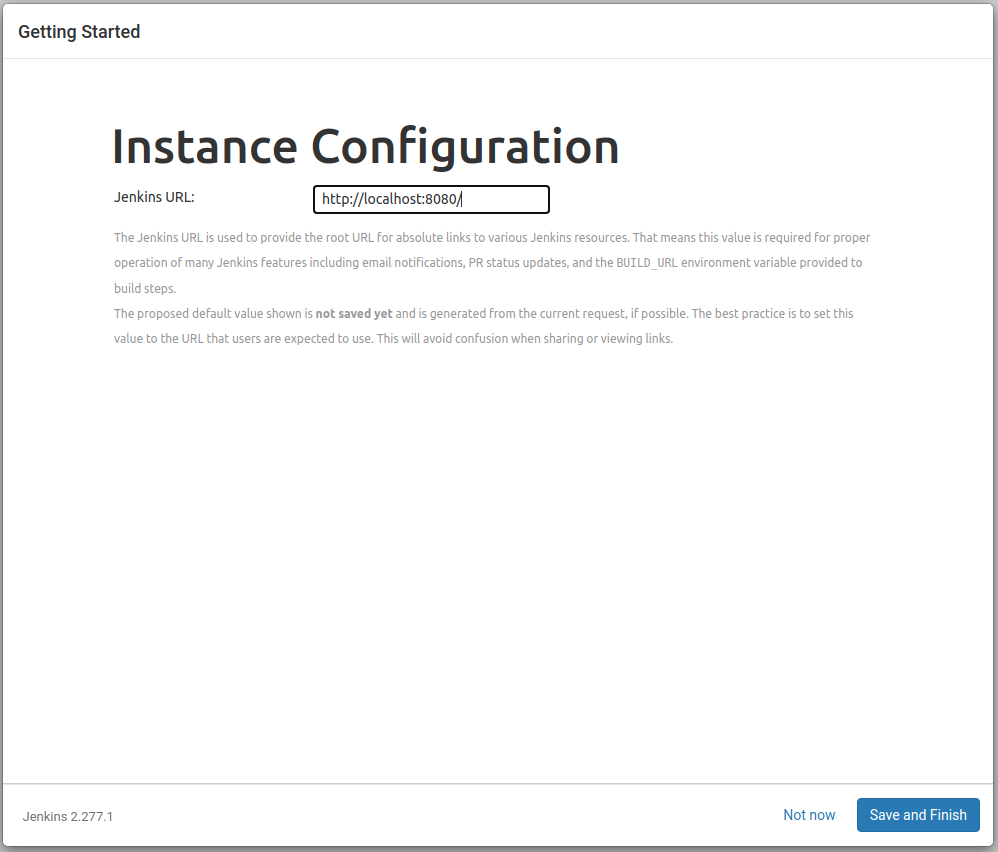 Getting Started
Instance Configuration
Jenkins URL:
http://localhost:8080/
The Jenkins URL is used to provide the root URL for absolute links to various Jenkins resources. That means this value is required for proper
operation of many Jenkins features including email notifications, PR status updates, and the BUILD_URL environment variable provided to
build steps.
The proposed default value shown is not saved yet and is generated from the current request, if possible. The best practice is to set this
value to the URL that users are expected to use. This will avoid confusion when sharing or viewing links.
Jenkins 2.277.1
Not now
Save and Finish